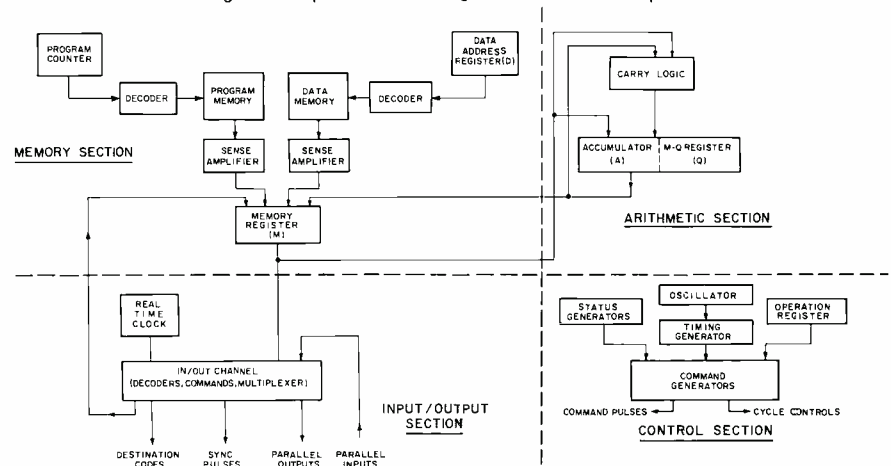 PROGRAM
COUNTER
DECODER
PROGRAM
MEMORY
DATA
MEMORY
DECODER
DATA
ADDRESS
REGISTER(D)
SENSE
AMPLIFIER
SENSE
AMPLIFIER
MEMORY SECTION
MEMORY
REGISTER
(M)
CARRY LOGIC
ACCUMULATOR
(A)
M-Q REGISTER
(Q)
ARITHMETIC SECTION
REAL
TIME
CLOCK
IN/OUT CHANNEL
(DECODERS, COMMANDS, MULTIPLEXER)
INPUT/OUTPUT
SECTION
DESTINATION
CODES
SYNC
PULSES
PARALLEL
OUTPUTS
PARALLEL
INPUTS
STATUS
GENERATORS
OSCILLATOR
TIMING
GENERATOR
OPERATION
REGISTER
COMMAND
GENERATORS
COMMAND PULSES
CYCLE CONTROLS
CONTROL SECTION